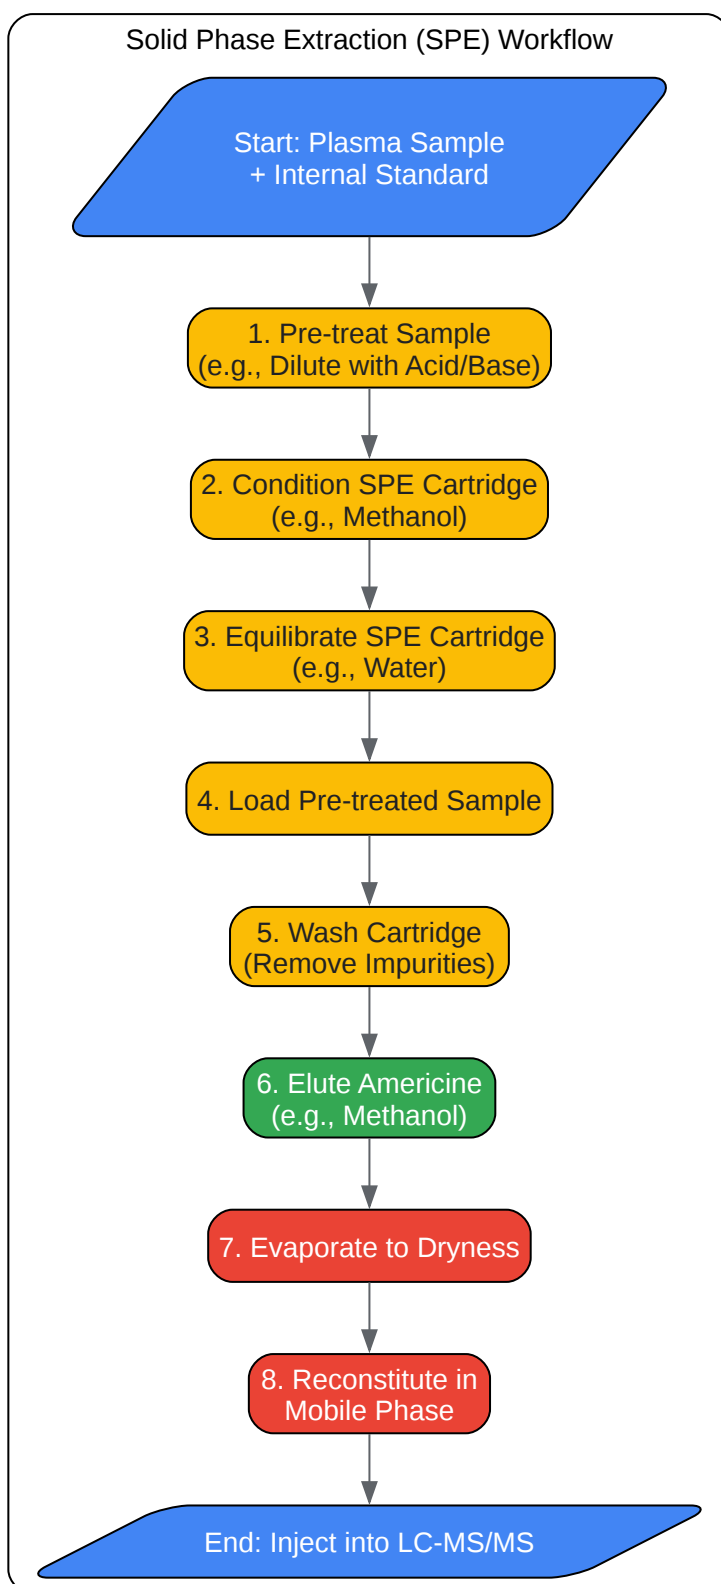 Solid Phase Extraction (SPE) Workflow
Start: Plasma Sample
+ Internal Standard
1. Pre-treat Sample
(e.g., Dilute with Acid/Base)
2. Condition SPE Cartridge
(e.g., Methanol)
3. Equilibrate SPE Cartridge
(e.g., Water)
4. Load Pre-treated Sample
5. Wash Cartridge
(Remove Impurities)
6. Elute Americine
(e.g., Methanol)
7. Evaporate to Dryness
8. Reconstitute in
Mobile Phase
End: Inject into LC-MS/MS